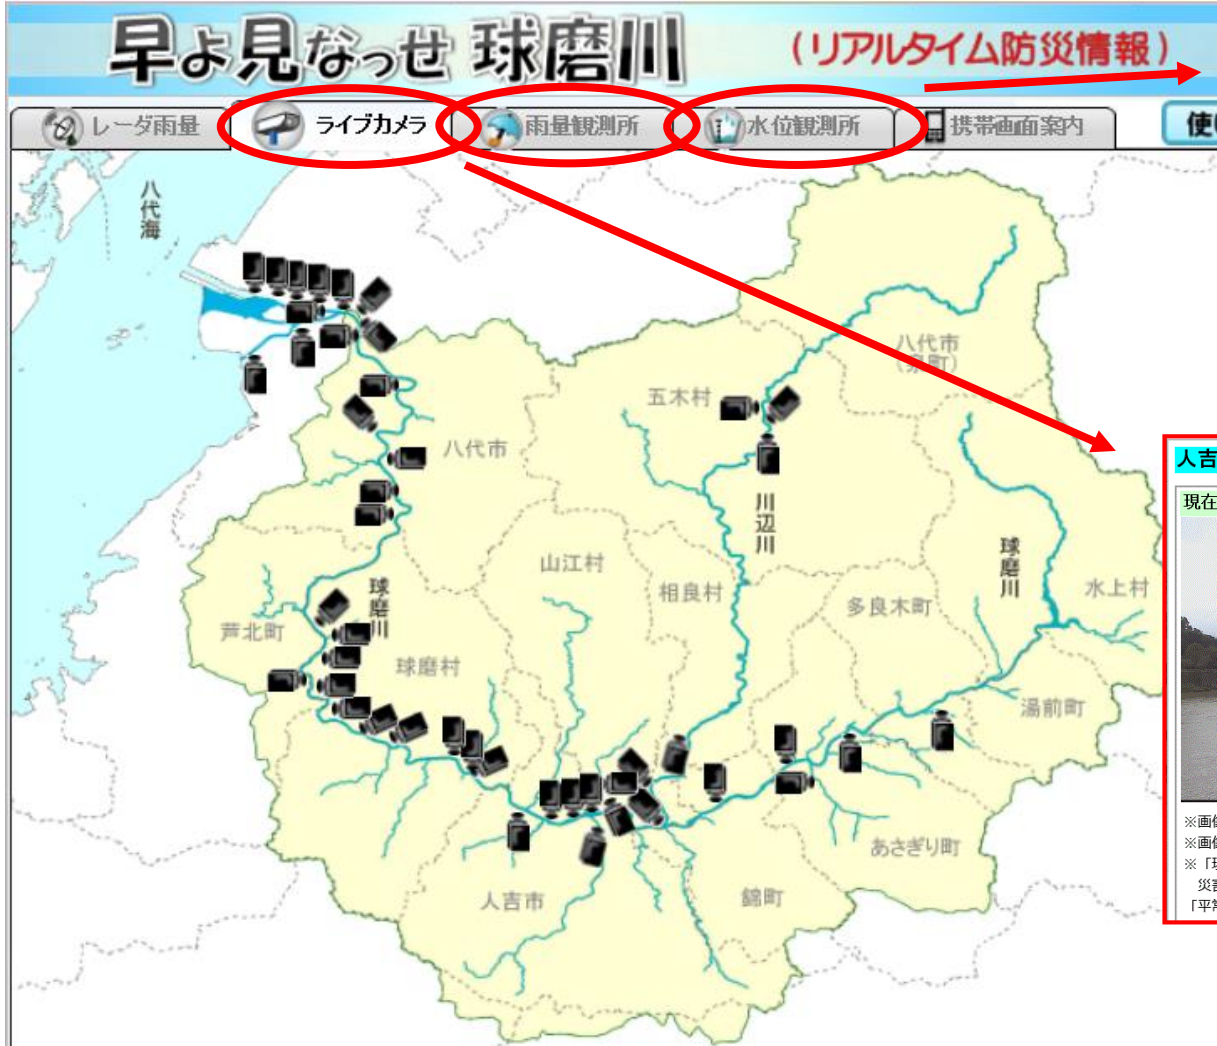 早よ見なっせ 球磨川 (リアルタイム防災情報)
レーダ雨量 ライブカメラ 雨量観測所 水位観測所 携帯画面案内 使
八代海
八代市
(泉町)
五木村
八代市
川辺川
球磨川
山江村
相良村
多良木町
水上村
球磨川
芦北町
球磨村
湯前町
あさぎり町
人吉市
錦町
人吉
現在
※画
※画
※「
災
「平